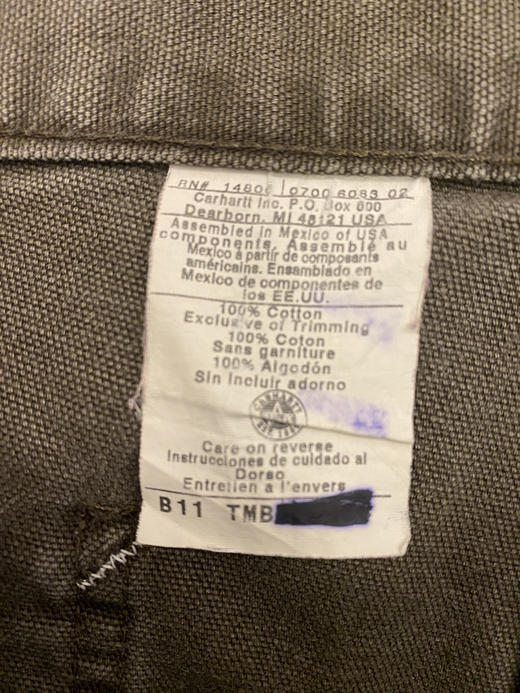 RN# 14806 0700 6083 02
Carhartt Inc. P.O. Box 600
Dearborn, MI 48121 USA
Assembled in Mexico of USA
components. Assemblé au
Mexico à partir de composants
américains. Ensamblado en
Mexico de componentes de
los EE.UU.
100% Cotton
Exclusive of Trimming
100% Coton
Sans garniture
100% Algodón
Sin incluir adorno
CARHARTT
Care on reverse
Instrucciones de cuidado al
Dorso
Entretien a l'envers
B11 TMB